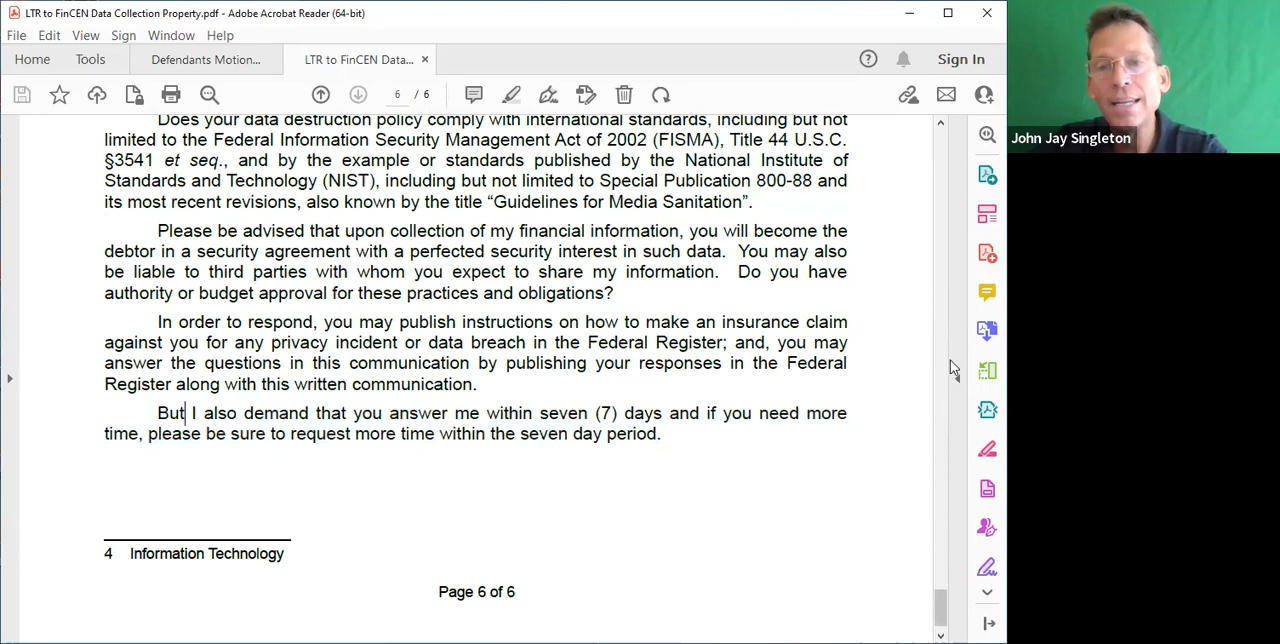 LTR to FinCEN Data Collection Property.pdf - Adobe Acrobat Reader (64-bit)
File Edit View Sign Window Help
Home Tools Defendants Motion... LTR to FinCEN Data... × Sign In
6 / 6
Does your data destruction policy comply with international standards, including but not
limited to the Federal Information Security Management Act of 2002 (FISMA), Title 44 U.S.C.
§3541 et seq., and by the example or standards published by the National Institute of
Standards and Technology (NIST), including but not limited to Special Publication 800-88 and
its most recent revisions, also known by the title “Guidelines for Media Sanitation”.
Please be advised that upon collection of my financial information, you will become the
debtor in a security agreement with a perfected security interest in such data. You may also
be liable to third parties with whom you expect to share my information. Do you have
authority or budget approval for these practices and obligations?
In order to respond, you may publish instructions on how to make an insurance claim
against you for any privacy incident or data breach in the Federal Register; and, you may
answer the questions in this communication by publishing your responses in the Federal
Register along with this written communication.
But I also demand that you answer me within seven (7) days and if you need more
time, please be sure to request more time within the seven day period.
4 Information Technology
Page 6 of 6
John Jay Singleton